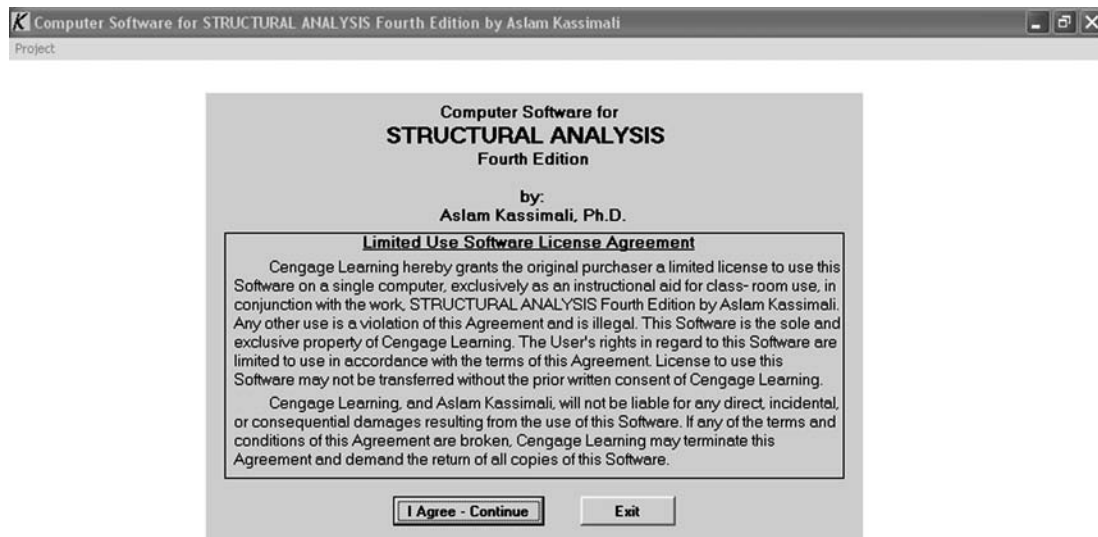 K Computer Software for STRUCTURAL ANALYSIS Fourth Edition by Aslam Kassimali
Project
Computer Software for
STRUCTURAL ANALYSIS
Fourth Edition
by:
Aslam Kassimali, Ph.D.
Limited Use Software License Agreement
Cengage Learning hereby grants the original purchaser a limited license to use this
Software on a single computer, exclusively as an instructional aid for class- room use, in
conjunction with the work, STRUCTURAL ANALYSIS Fourth Edition by Aslam Kassimali.
Any other use is a violation of this Agreement and is illegal. This Software is the sole and
exclusive property of Cengage Learning. The User's rights in regard to this Software are
limited to use in accordance with the terms of this Agreement. License to use this
Software may not be transferred without the prior written consent of Cengage Learning.
Cengage Learning, and Aslam Kassimali, will not be liable for any direct, incidental,
or consequential damages resulting from the use of this Software. If any of the terms and
conditions of this Agreement are broken, Cengage Learning may terminate this
Agreement and demand the return of all copies of this Software.
I Agree - Continue
Exit